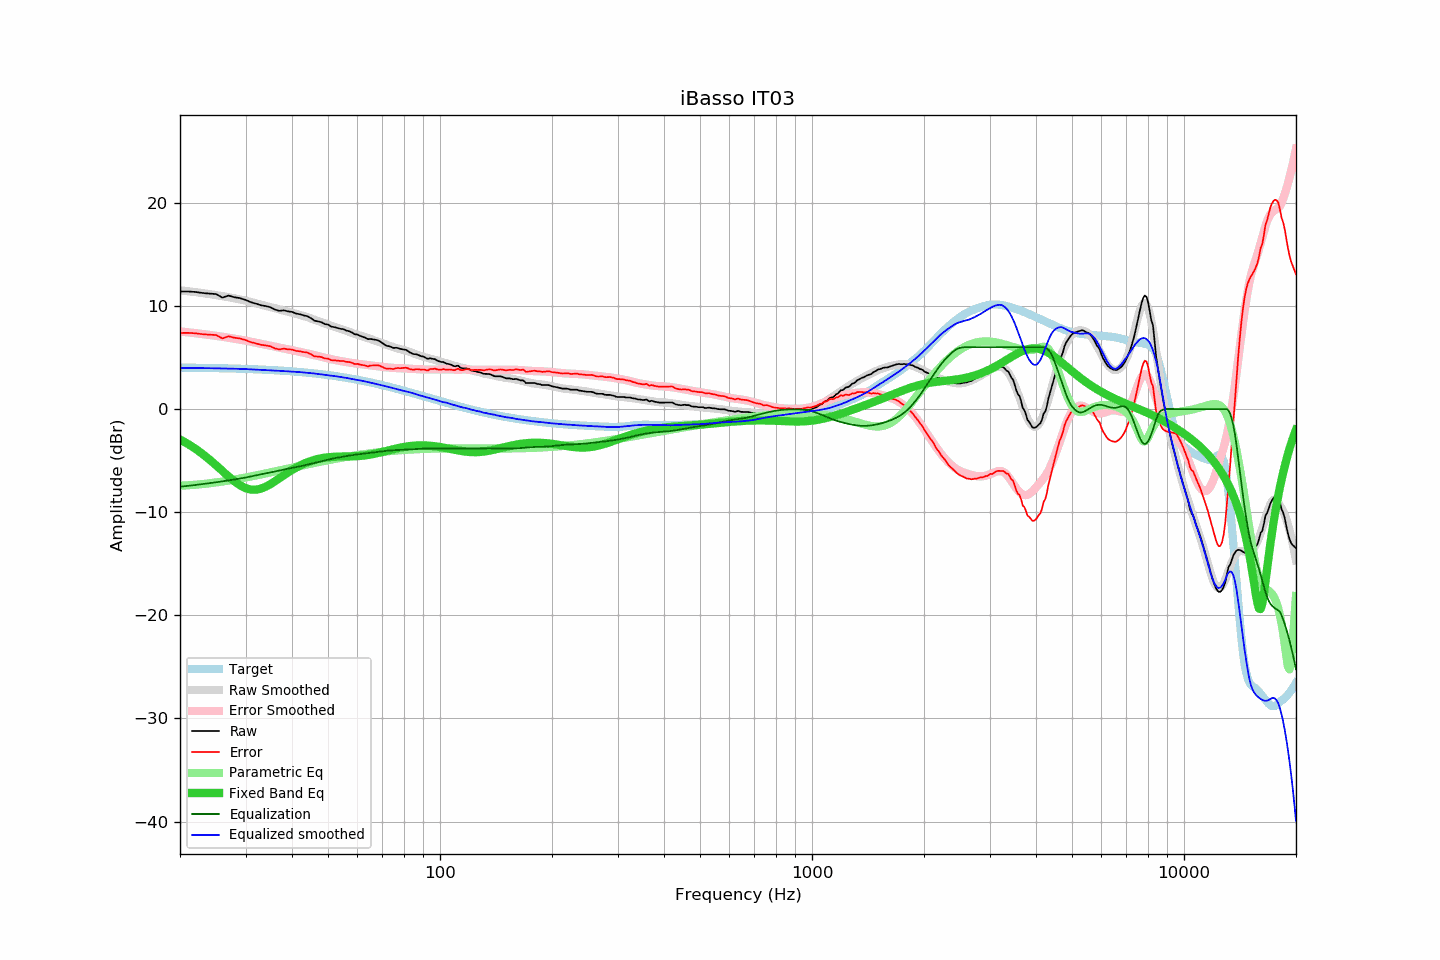 iBasso IT03
Amplitude (dBr)
20
10
0
−10
−20
−30
−40
Target
Raw Smoothed
Error Smoothed
Raw
Error
Parametric Eq
Fixed Band Eq
Equalization
Equalized smoothed
100
1000
10000
Frequency (Hz)